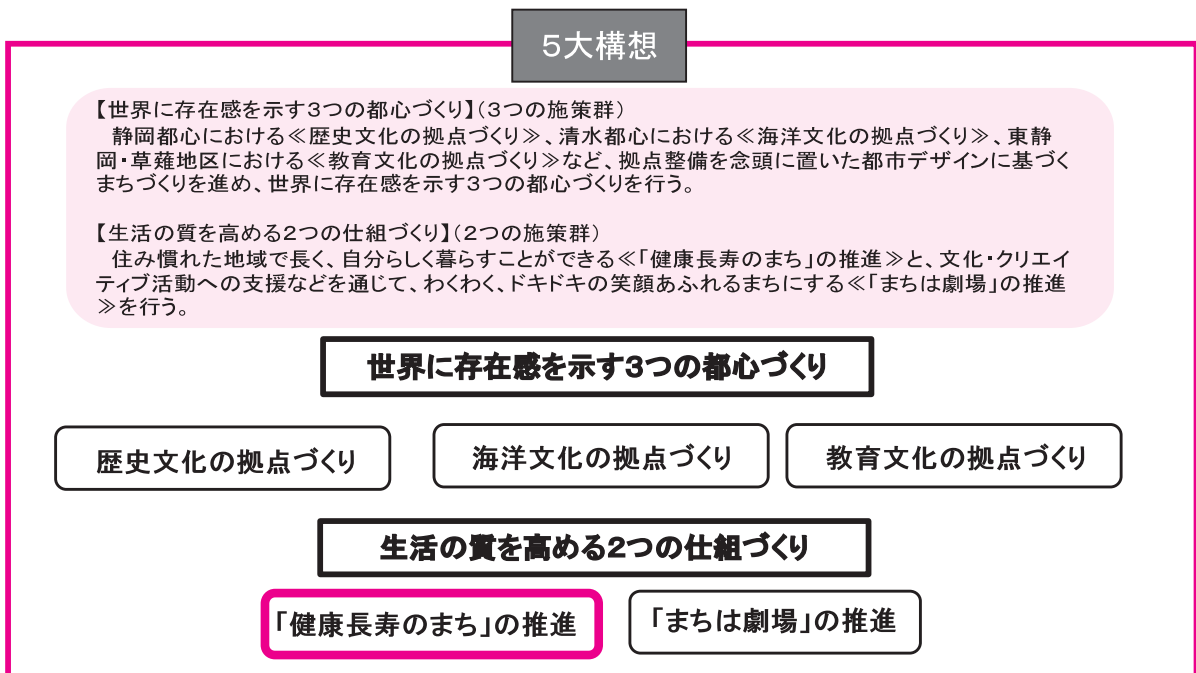 5大構想
【世界に存在感を示す3つの都心づくり】(3つの施策群)
静岡都心における≪歴史文化の拠点づくり≫、清水都心における≪海洋文化の拠点づくり≫、東静
岡・草薙地区における≪教育文化の拠点づくり≫など、拠点整備を念頭に置いた都市デザインに基づく
まちづくりを進め、世界に存在感を示す3つの都心づくりを行う。
【生活の質を高める2つの仕組づくり】(2つの施策群)
住み慣れた地域で長く、自分らしく暮らすことができる≪「健康長寿のまち」の推進≫と、文化・クリエイ
ティブ活動への支援などを通じて、わくわく、ドキドキの笑顔あふれるまちにする≪「まちは劇場」の推進
≫を行う。
世界に存在感を示す3つの都心づくり
歴史文化の拠点づくり
海洋文化の拠点づくり
教育文化の拠点づくり
生活の質を高める2つの仕組づくり
「健康長寿のまち」の推進
「まちは劇場」の推進